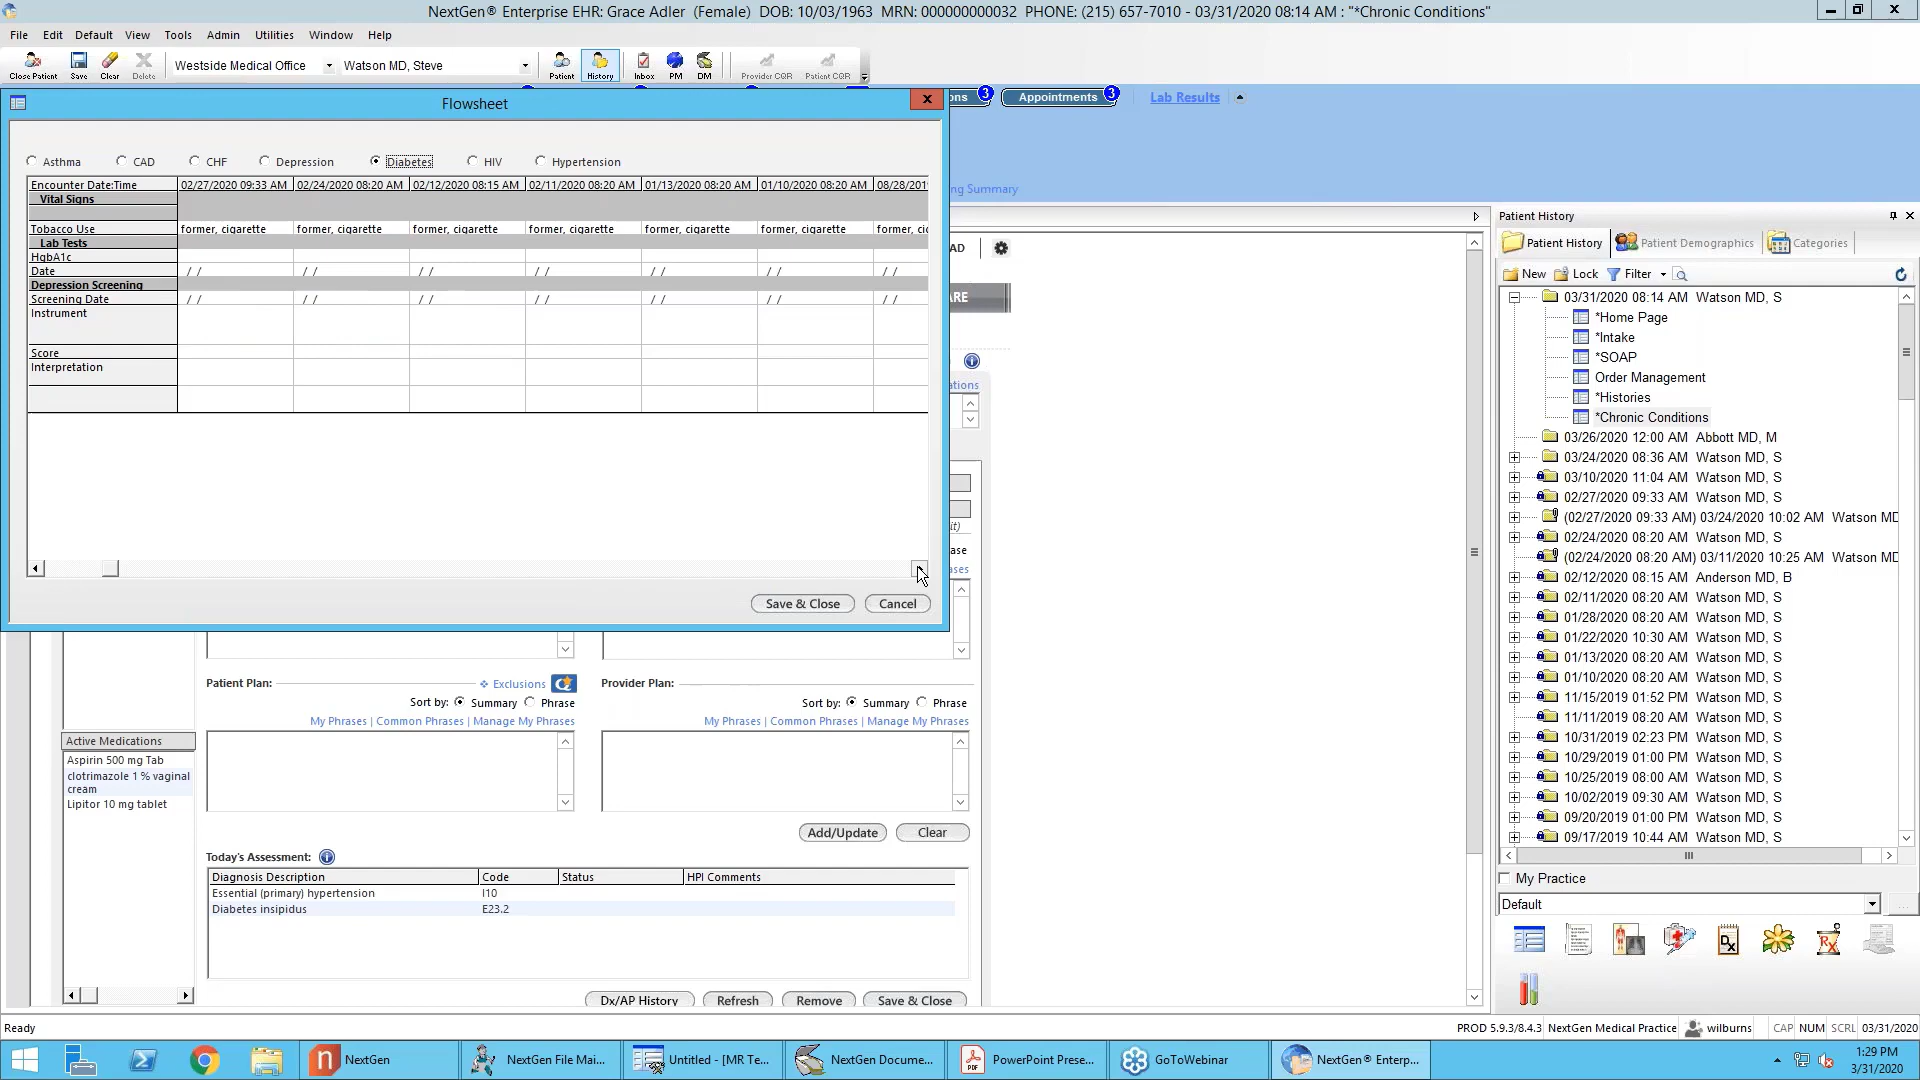 NextGen® Enterprise EHR: Grace Adler (Female) DOB: 10/03/1963 MRN: 000000000032 PHONE: (215) 657-7010 - 03/31/2020 08:14 AM : "*Chronic Conditions"
File Edit Default View Tools Admin Utilities Window Help
Westside Medical Office Watson MD, Steve
Close Patient Save Clear Delete Patient History Inbox PM DM Provider CQR Patient CQR
Flowsheet
ons 3 Appointments 3 Lab Results
Asthma CAD CHF Depression Diabetes HIV Hypertension
Encounter Date:Time 02/27/2020 09:33 AM 02/24/2020 08:20 AM 02/12/2020 08:15 AM 02/11/2020 08:20 AM 01/13/2020 08:20 AM 01/10/2020 08:20 AM 08/28/201
Vital Signs
Tobacco Use former, cigarette former, cigarette former, cigarette former, cigarette former, cigarette former, cigarette former, ci
Lab Tests
HgbA1c
Date / / / / / / / / / / / / / /
Depression Screening
Screening Date / / / / / / / / / / / / / /
Instrument
Score
Interpretation
Save & Close Cancel
ng Summary
AD
ARE
ations
it)
ase
ases
Patient Plan: Exclusions
Sort by: Summary Phrase
My Phrases | Common Phrases | Manage My Phrases
Provider Plan:
Sort by: Summary Phrase
My Phrases | Common Phrases | Manage My Phrases
Active Medications
Aspirin 500 mg Tab
clotrimazole 1 % vaginal
cream
Lipitor 10 mg tablet
Add/Update Clear
Today's Assessment:
Diagnosis Description Code Status HPI Comments
Essential (primary) hypertension I10
Diabetes insipidus E23.2
Dx/AP History Refresh Remove Save & Close
Patient History
Patient History Patient Demographics Categories
New Lock Filter
03/31/2020 08:14 AM Watson MD, S
*Home Page
*Intake
*SOAP
Order Management
*Histories
*Chronic Conditions
03/26/2020 12:00 AM Abbott MD, M
03/24/2020 08:36 AM Watson MD, S
03/10/2020 11:04 AM Watson MD, S
02/27/2020 09:33 AM Watson MD, S
(02/27/2020 09:33 AM) 03/24/2020 10:02 AM Watson MD
02/24/2020 08:20 AM Watson MD, S
(02/24/2020 08:20 AM) 03/11/2020 10:25 AM Watson MD
02/12/2020 08:15 AM Anderson MD, B
02/11/2020 08:20 AM Watson MD, S
01/28/2020 08:20 AM Watson MD, S
01/22/2020 10:30 AM Watson MD, S
01/13/2020 08:20 AM Watson MD, S
01/10/2020 08:20 AM Watson MD, S
11/15/2019 01:52 PM Watson MD, S
11/11/2019 08:20 AM Watson MD, S
10/31/2019 02:23 PM Watson MD, S
10/29/2019 01:00 PM Watson MD, S
10/25/2019 08:00 AM Watson MD, S
10/02/2019 09:30 AM Watson MD, S
09/20/2019 01:00 PM Watson MD, S
09/17/2019 10:44 AM Watson MD, S
My Practice
Default
Ready PROD 5.9.3/8.4.3 NextGen Medical Practice wilburns CAP NUM SCRL 03/31/2020
NextGen NextGen File Mai... Untitled - [MR Te... NextGen Docume... PowerPoint Prese... GoToWebinar NextGen® Enterp...
1:29 PM
3/31/2020